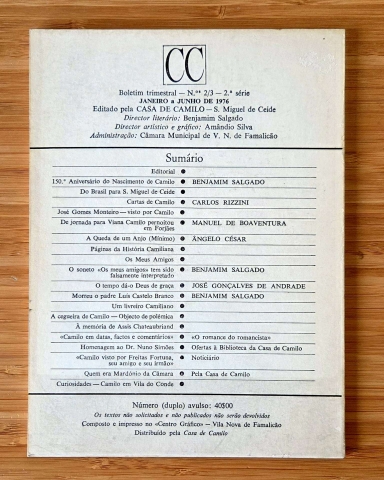 CC
Boletim trimestral — N.ºs 2/3 — 2.ª série
JANEIRO a JUNHO DE 1976
Editado pela CASA DE CAMILO — S. Miguel de Ceide
Director literário: Benjamim Salgado
Director artístico e gráfico: Amândio Silva
Administração: Câmara Municipal de V. N. de Famalicão
Sumário
Editorial ●
150.º Aniversário do Nascimento de Camilo ● BENJAMIM SALGADO
Do Brasil para S. Miguel de Ceide ●
Cartas de Camilo ● CARLOS RIZZINI
José Gomes Monteiro — visto por Camilo ●
De jornada para Viana Camilo pernoitou
em Forjães ● MANUEL DE BOAVENTURA
A Queda de um Anjo (Mínimo) ● ÂNGELO CÉSAR
Páginas da História Camiliana ●
Os Meus Amigos ●
O soneto «Os meus amigos» tem sido
falsamente interpretado ● BENJAMIM SALGADO
O tempo dá-o Deus de graça ● JOSÉ GONÇALVES DE ANDRADE
Morreu o padre Luís Castelo Branco ● BENJAMIM SALGADO
Um livreiro Camiliano ●
A cegueira de Camilo — Objecto de polémica ●
À memória de Assis Chateaubriand ●
«Camilo em datas, factos e comentários» ● «O romance do romancista»
Homenagem ao Dr. Nuno Simões ● Ofertas à Biblioteca da Casa de Camilo
«Camilo visto por Freitas Fortuna,
seu amigo e seu irmão» ● Noticiário
Quem era Mardónio da Câmara ● Pela Casa de Camilo
Curiosidades — Camilo em Vila do Conde ●
Número (duplo) avulso: 40$00
Os textos não solicitados e não publicados não serão devolvidos
Composto e impresso no «Centro Gráfico» — Vila Nova de Famalicão
Distribuído pela Casa de Camilo